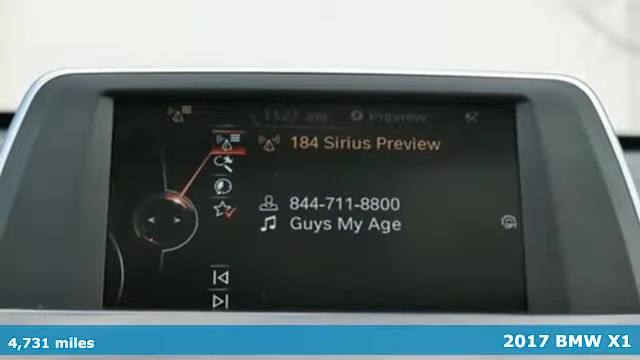 11:27 am Preview
184 Sirius Preview
844-711-8800
Guys My Age
OPT
4,731 miles
2017 BMW X1